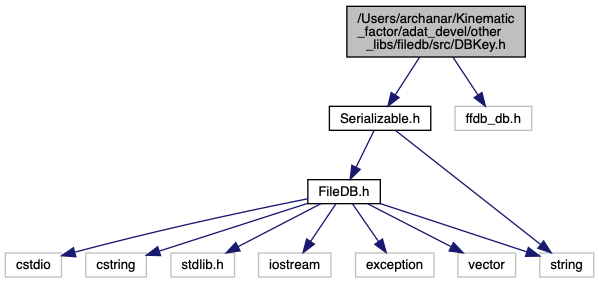 /Users/archanar/Kinematic
_factor/adat_devel/other
_libs/filedb/src/DBKey.h
Serializable.h
ffdb_db.h
FileDB.h
cstdio
cstring
stdlib.h
iostream
exception
vector
string